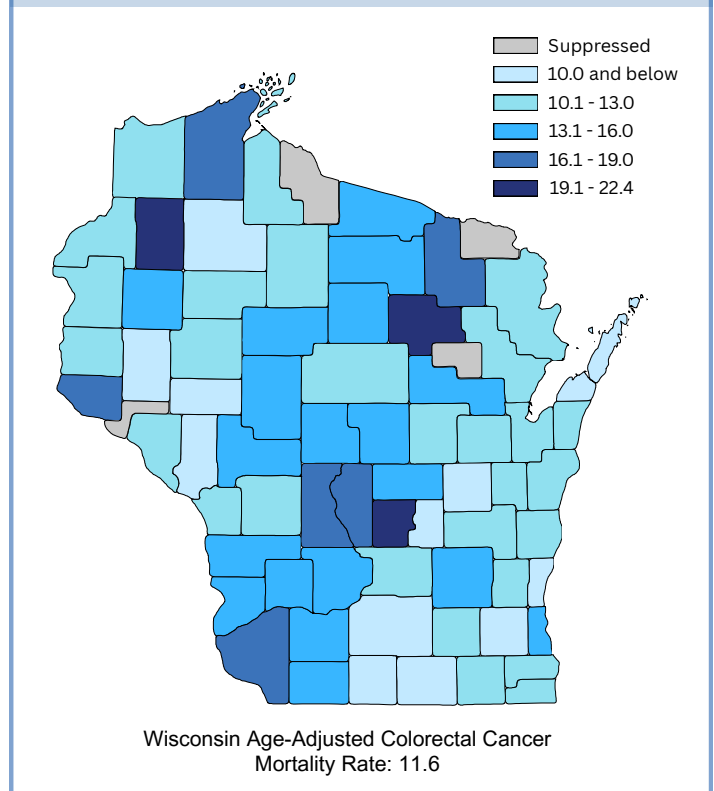 Suppressed
10.0 and below
10.1 - 13.0
13.1 - 16.0
16.1 - 19.0
19.1 - 22.4
Wisconsin Age-Adjusted Colorectal Cancer
Mortality Rate: 11.6